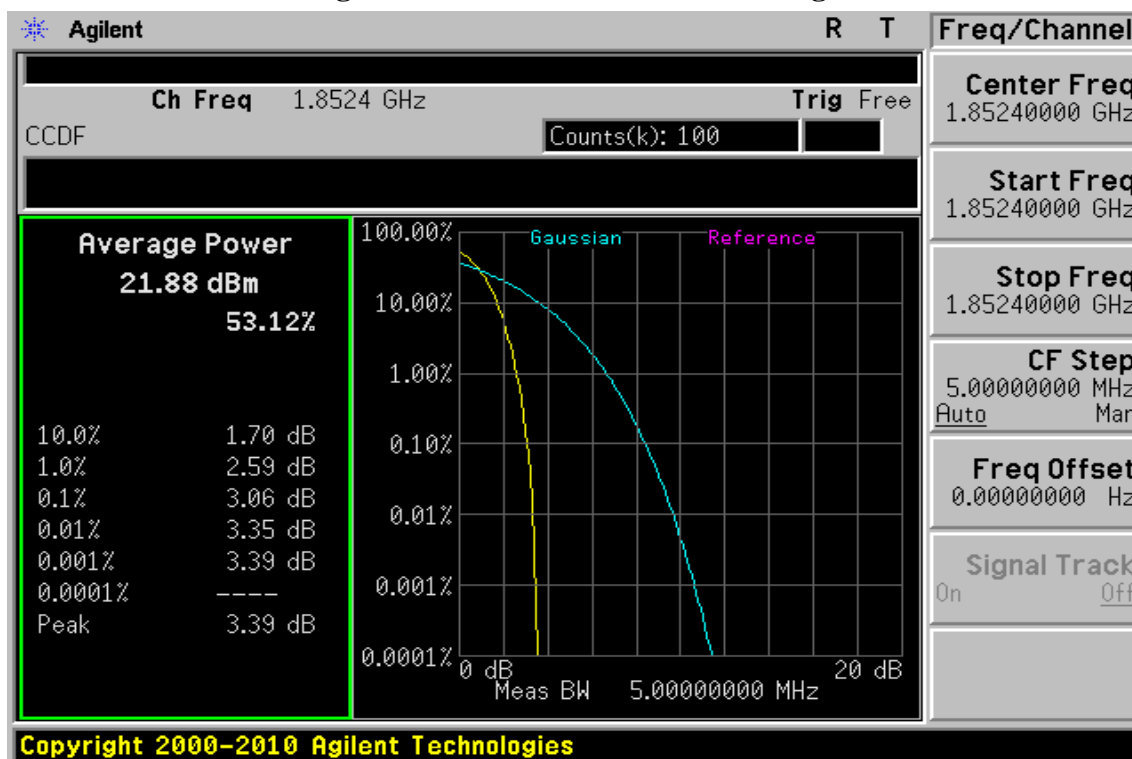 Agilent R T
Ch Freq 1.8524 GHz Trig Free
CCDF Counts(k): 100
Average Power
21.88 dBm
53.12%
10.0% 1.70 dB
1.0% 2.59 dB
0.1% 3.06 dB
0.01% 3.35 dB
0.001% 3.39 dB
0.0001% ----
Peak 3.39 dB
100.00% Gaussian Reference
10.00%
1.00%
0.10%
0.01%
0.001%
0.0001%
0 dB 20 dB
Meas BW 5.00000000 MHz
Freq/Channel
Center Freq
1.85240000 GHz
Start Freq
1.85240000 GHz
Stop Freq
1.85240000 GHz
CF Step
5.00000000 MHz
Auto Man
Freq Offset
0.00000000 Hz
Signal Track
On Off
Copyright 2000-2010 Agilent Technologies